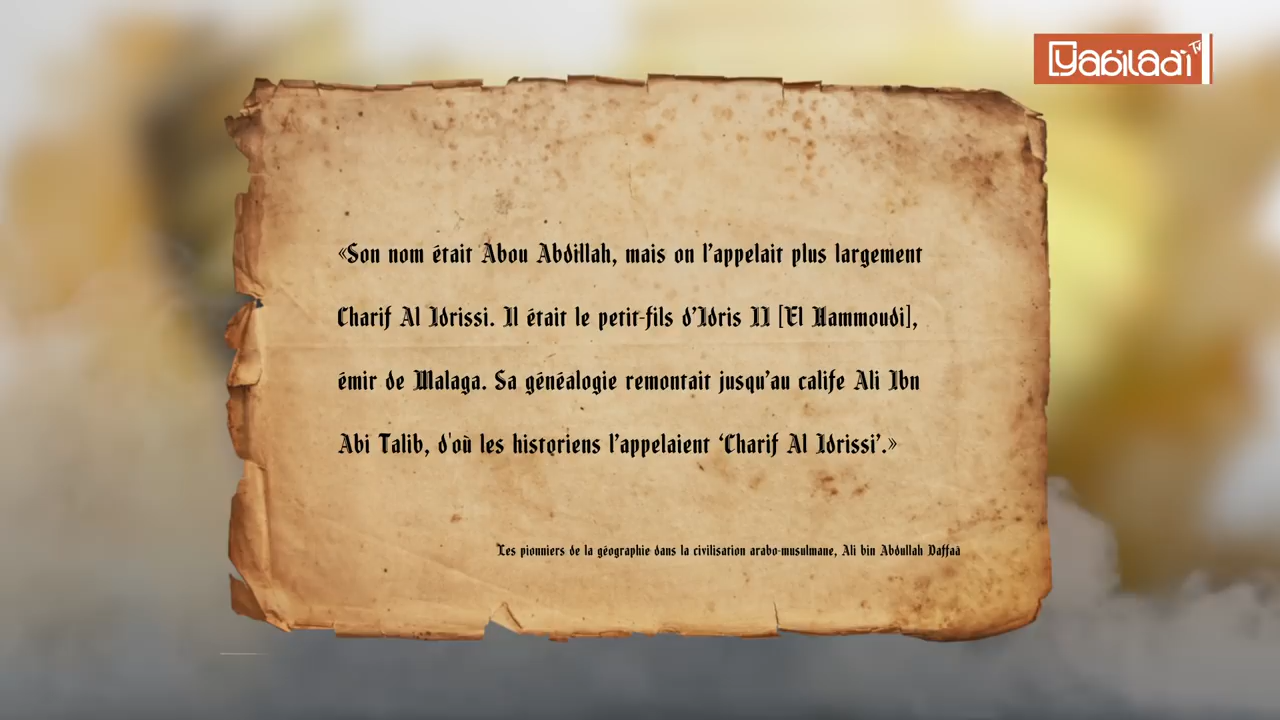 Yabiladi TV
«Son nom était Abou Abdillah, mais on l'appelait plus largement
Charif Al Idrissi. Il était le petit-fils d'Idris II [El Hammoudi],
émir de Malaga. Sa généalogie remontait jusqu'au calife Ali Ibn
Abi Talib, d'où les historiens l'appelaient ‘Charif Al Idrissi’.»
Les pionniers de la géographie dans la civilisation arabo-musulmane, Ali bin Abdullah Daffaà